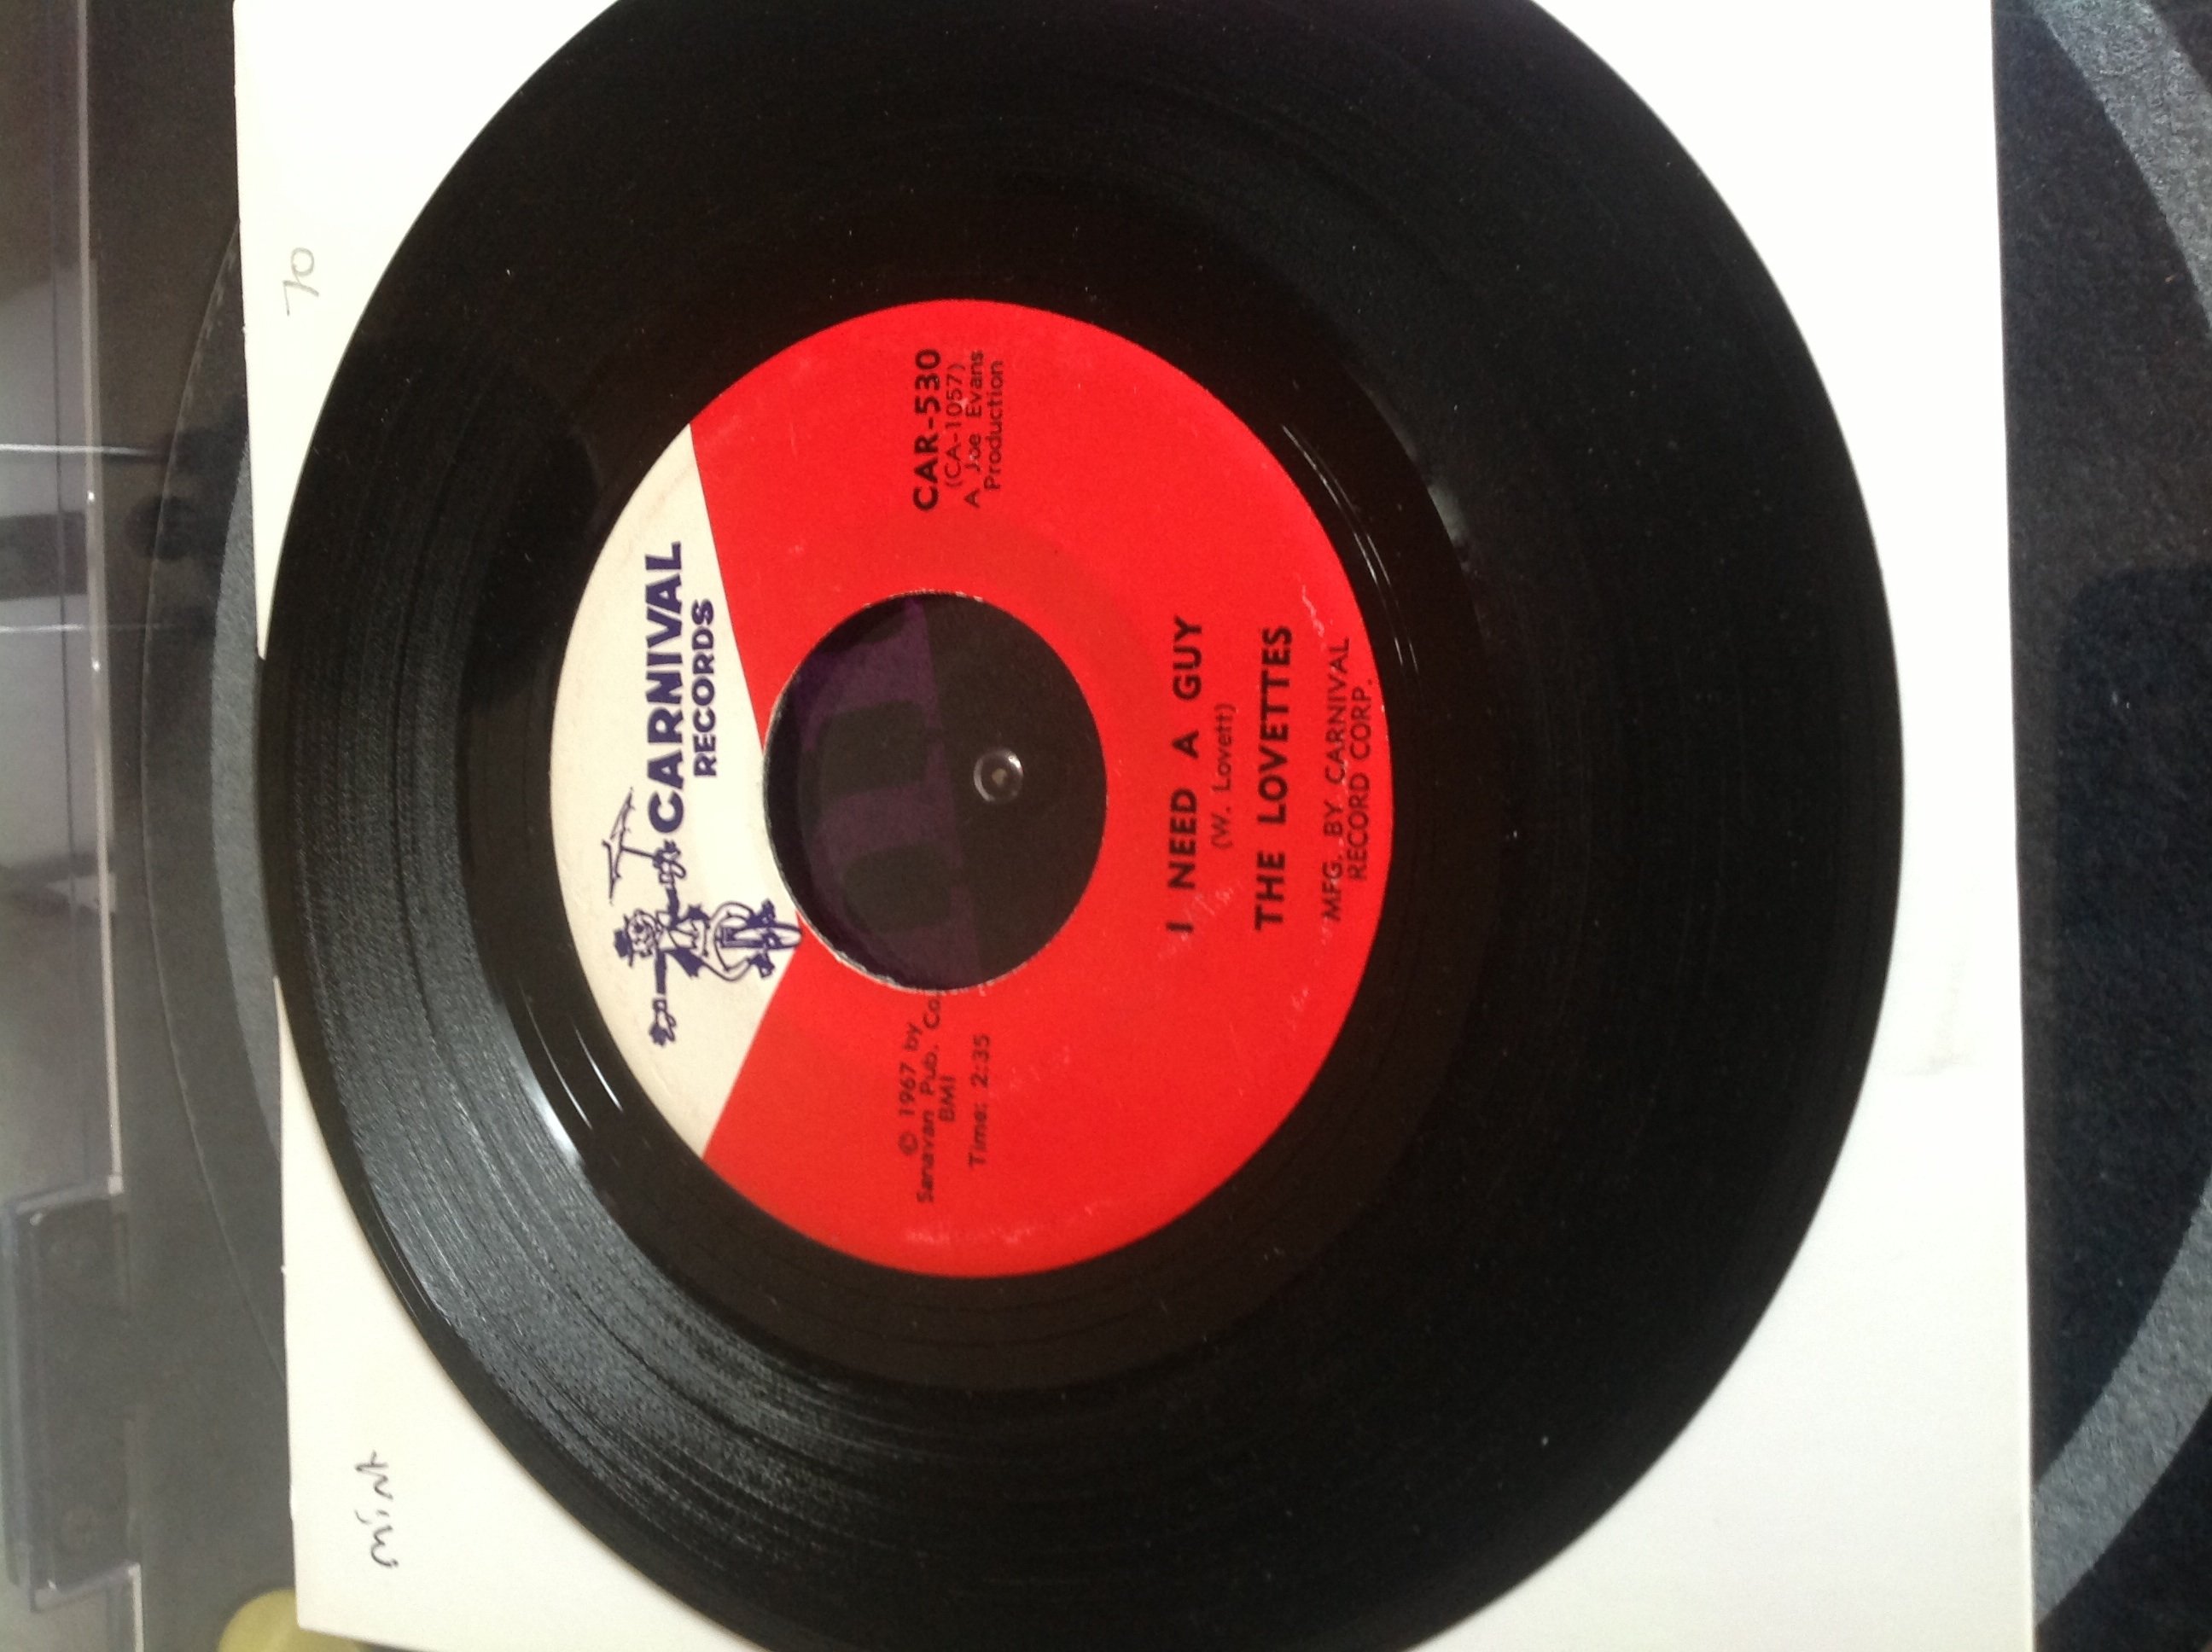 mint
70
CARNIVAL
RECORDS
© 1967 by
Sanavan Pub. Co.
BMI
Time: 2:35
CAR-530
(CA-1057)
A Joe Evans
Production
I NEED A GUY
(W. Lovett)
THE LOVETTES
MFG. BY CARNIVAL
RECORD CORP.